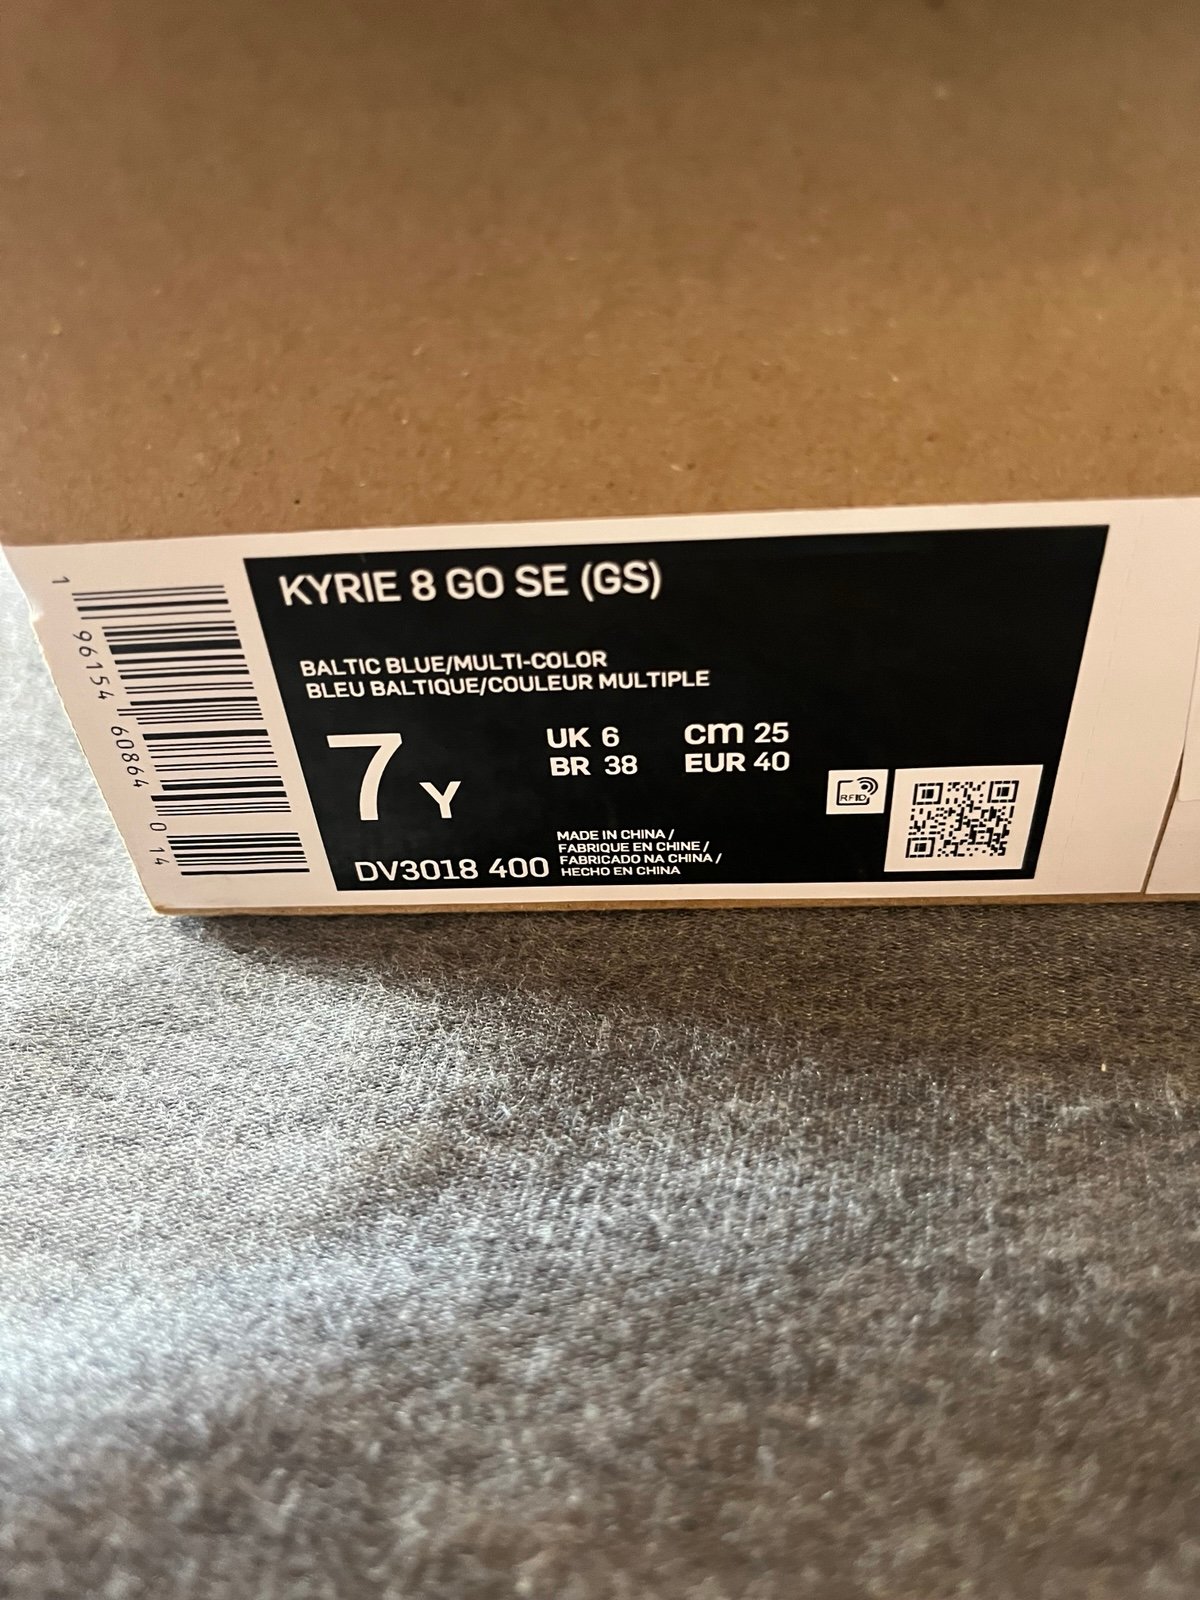 1 96154 60864 0 14
KYRIE 8 GO SE (GS)
BALTIC BLUE/MULTI-COLOR
BLEU BALTIQUE/COULEUR MULTIPLE
7 Y
UK 6 cm 25
BR 38 EUR 40
RFID
DV3018 400
MADE IN CHINA /
FABRIQUE EN CHINE /
FABRICADO NA CHINA /
HECHO EN CHINA